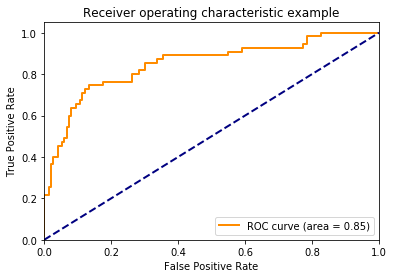 Receiver operating characteristic example
True Positive Rate
1.0
0.8
0.6
0.4
0.2
0.0
0.0 0.2 0.4 0.6 0.8 1.0
False Positive Rate
ROC curve (area = 0.85)